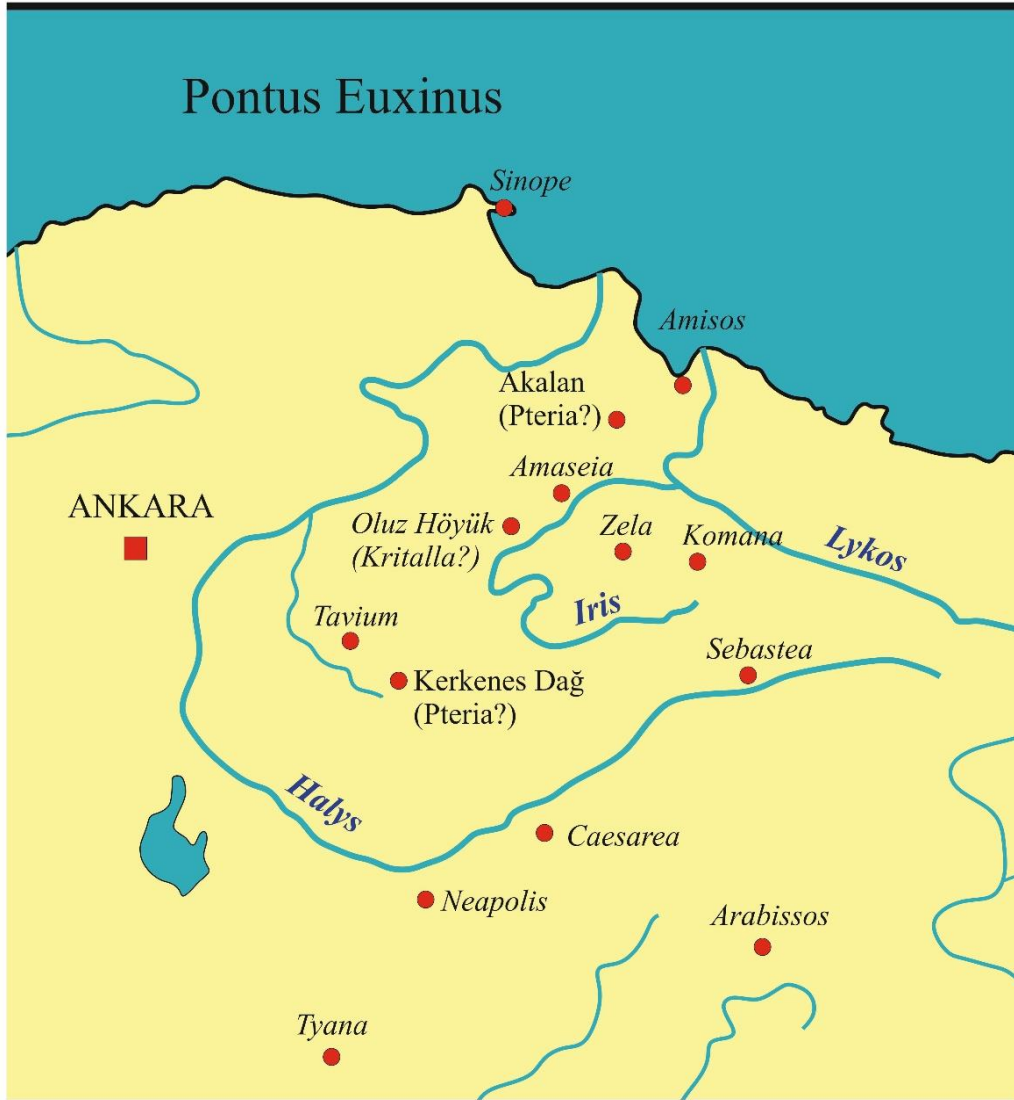 Pontus Euxinus
Sinope
Amisos
Akalan
(Pteria?)
Amaseia
ANKARA
Oluz Höyük
(Kritalla?)
Zela
Komana
Lykos
Iris
Tavium
Sebastea
Kerkenes Dağ
(Pteria?)
Halys
Caesarea
Neapolis
Arabissos
Tyana